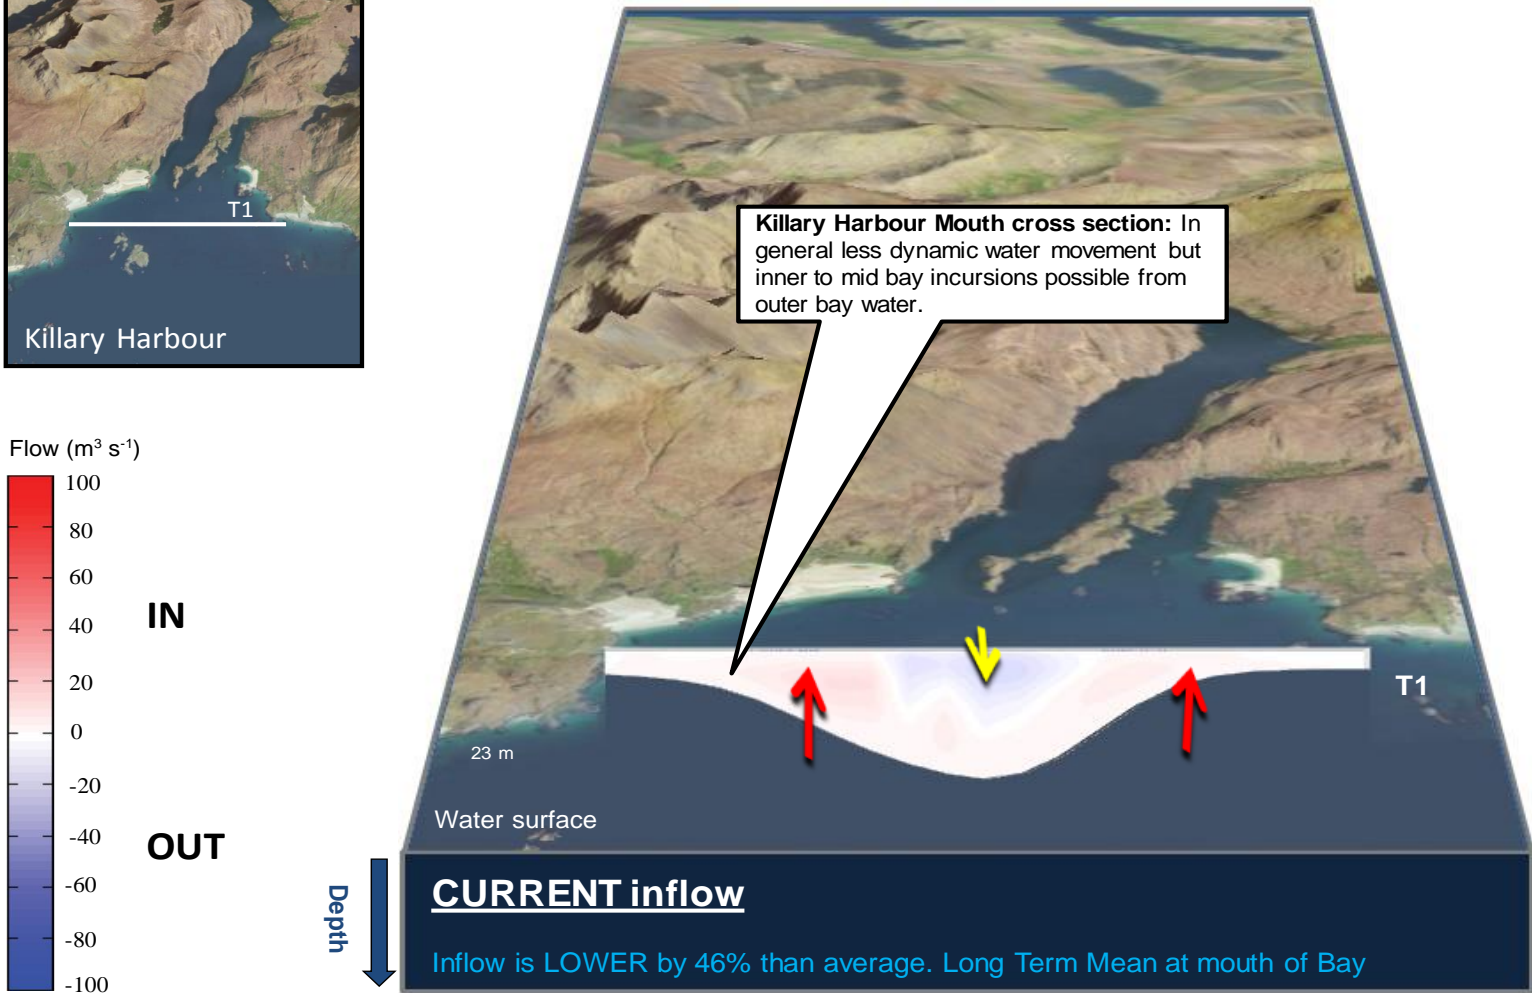 T1
Killary Harbour
Flow (m³ s⁻¹)
100
80
60
40
20
0
-20
-40
-60
-80
-100
IN
OUT
Killary Harbour Mouth cross section: In
general less dynamic water movement but
inner to mid bay incursions possible from
outer bay water.
T1
23 m
Water surface
Depth
CURRENT inflow
Inflow is LOWER by 46% than average. Long Term Mean at mouth of Bay